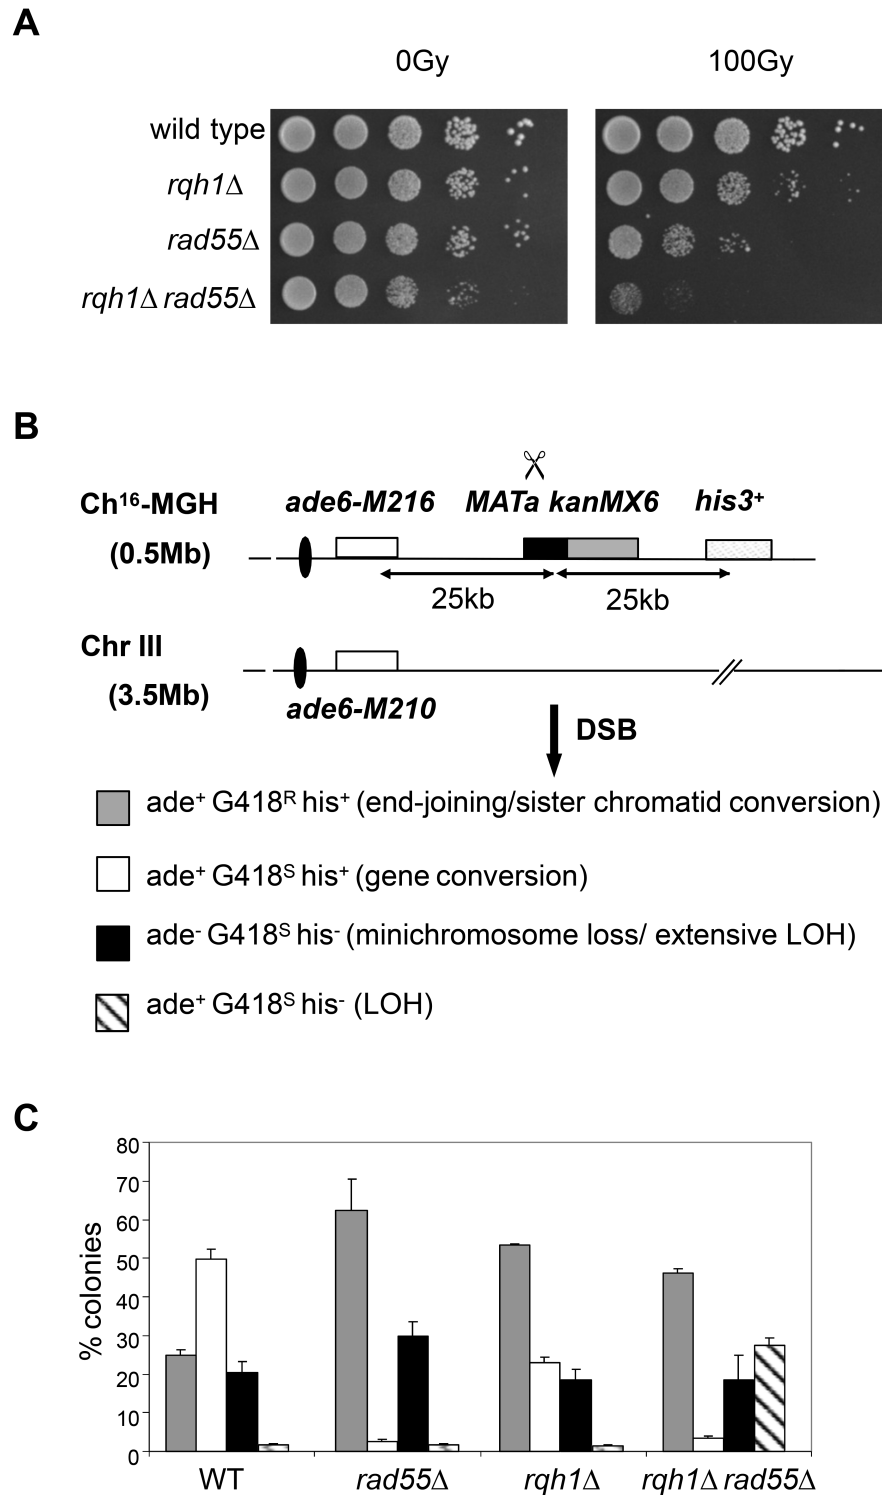 A
0Gy 100Gy
wild type
rqh1Δ
rad55Δ
rqh1Δ rad55Δ
B
Ch¹⁶-MGH ade6-M216 MATa kanMX6 his3⁺
(0.5Mb)
25kb 25kb
Chr III
(3.5Mb)
ade6-M210
DSB
ade⁺ G418ᴿ his⁺ (end-joining/sister chromatid conversion)
ade⁺ G418ˢ his⁺ (gene conversion)
ade⁻ G418ˢ his⁻ (minichromosome loss/ extensive LOH)
ade⁺ G418ˢ his⁻ (LOH)
C
80
70
60
50
40
30
20
10
0
% colonies
WT rad55Δ rqh1Δ rqh1Δ rad55Δ